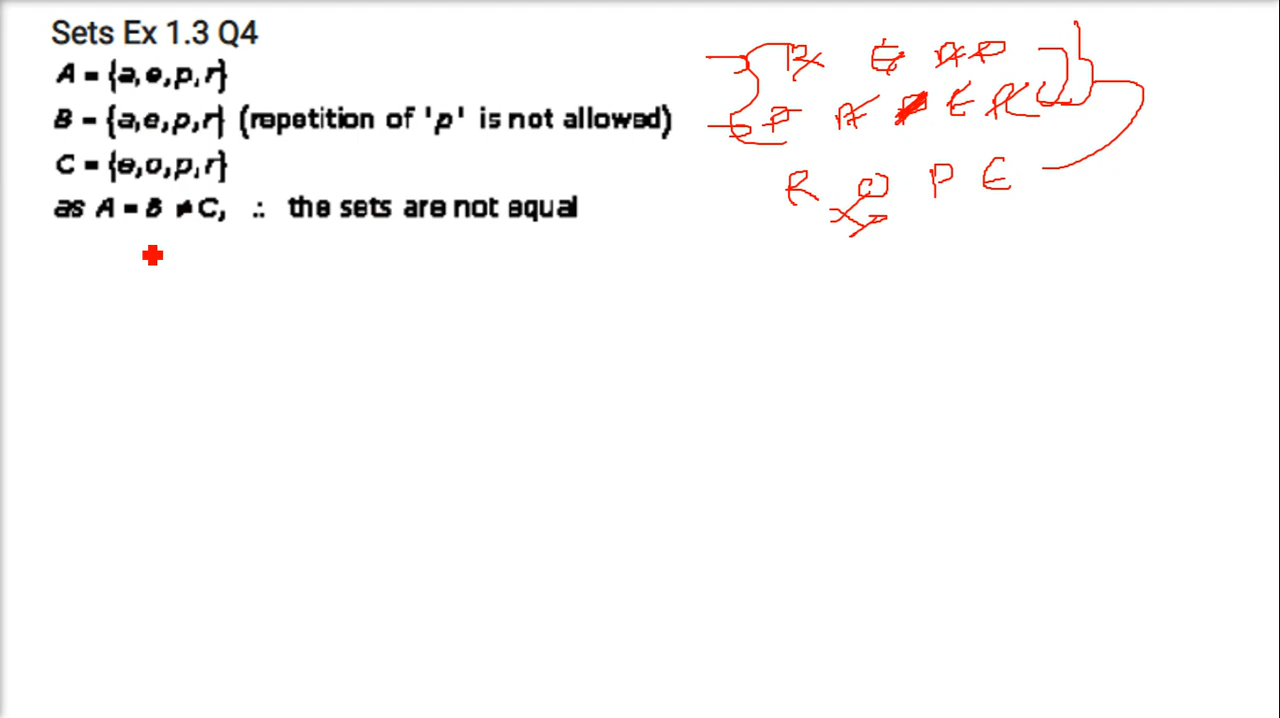 Sets Ex 1.3 Q4
A = {a,e,p,r}
B = {a,e,p,r} (repetition of 'p' is not allowed)
C = {e,o,p,r}
as A = B ≠ C, ∴ the sets are not equal
R E A P
P A P E R
R O P E